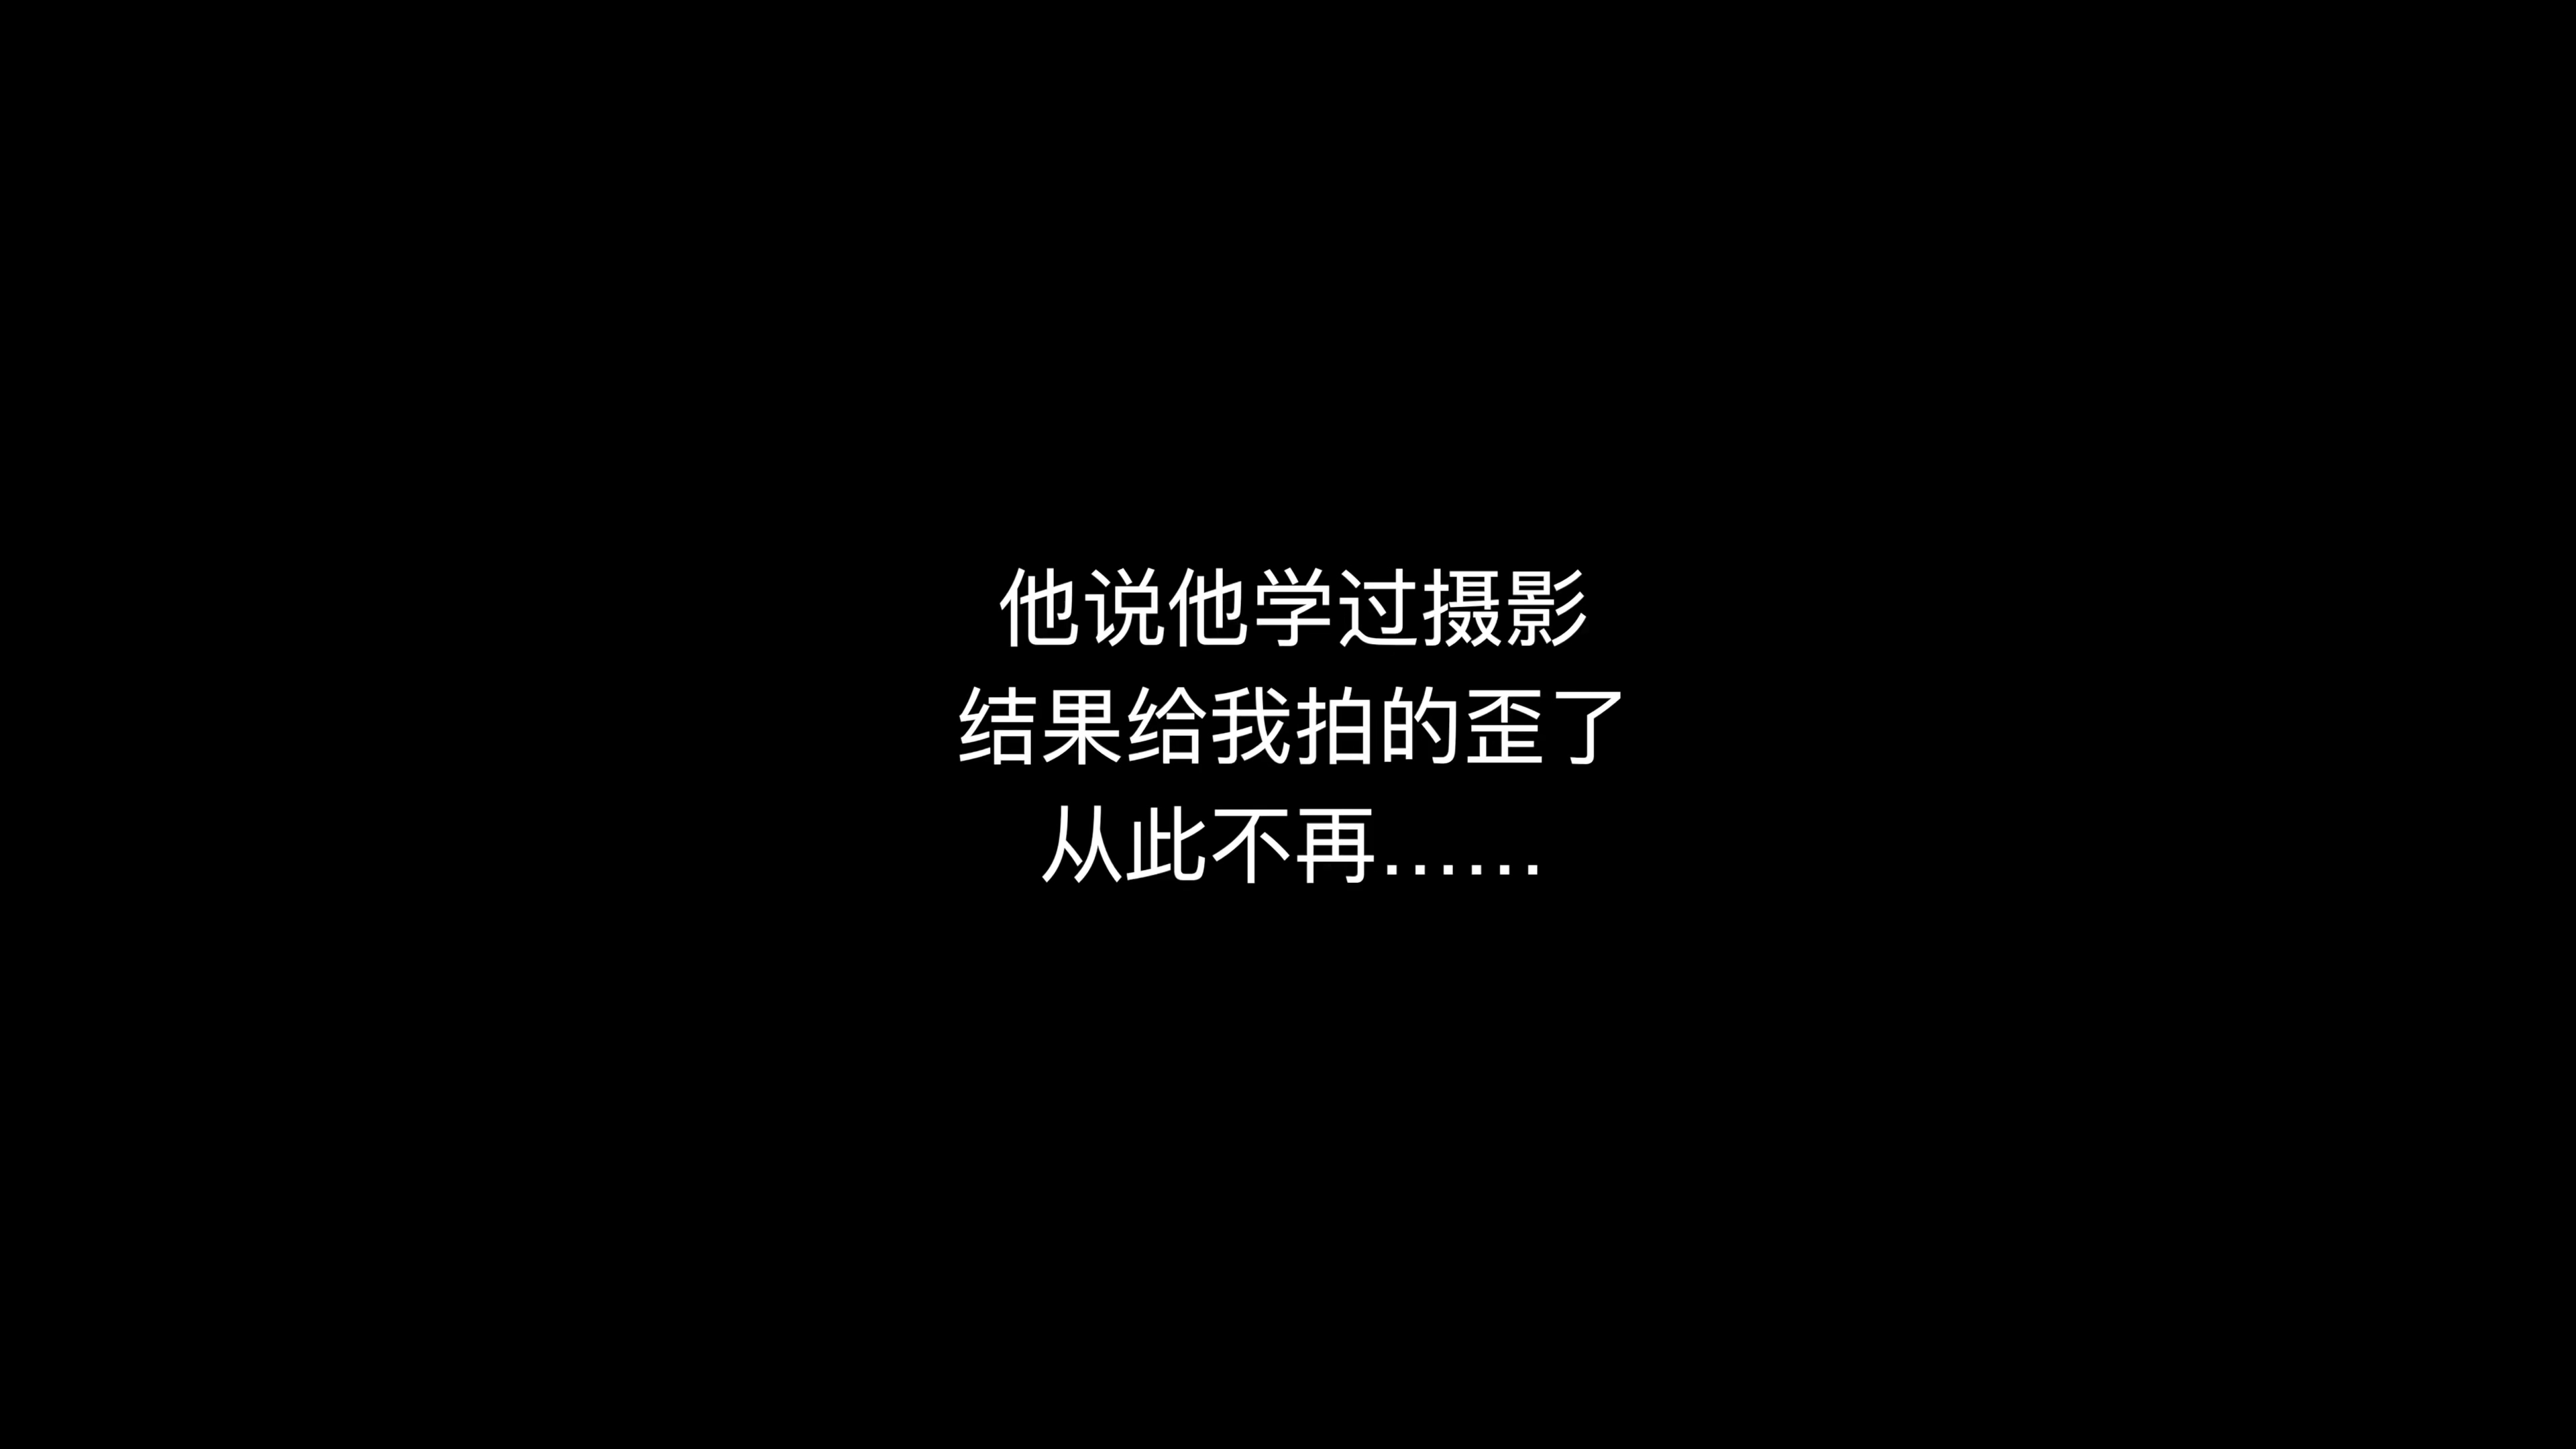 他说他学过摄影
结果给我拍的歪了
从此不再……